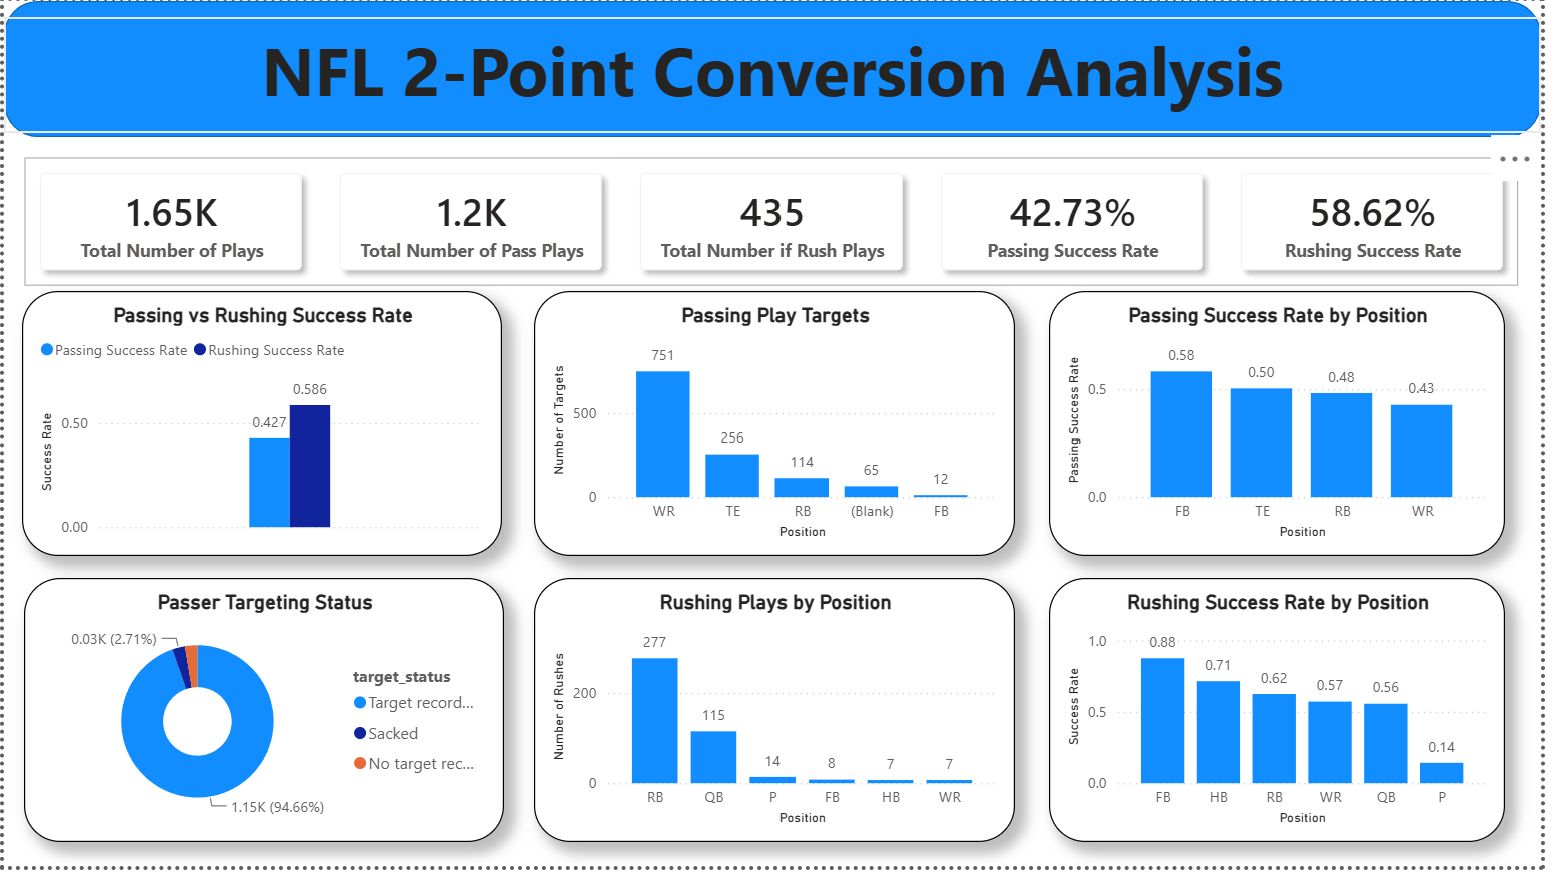 NFL 2-Point Conversion Analysis
1.65K
Total Number of Plays
1.2K
Total Number of Pass Plays
435
Total Number if Rush Plays
42.73%
Passing Success Rate
58.62%
Rushing Success Rate
Passing vs Rushing Success Rate
Passing Success Rate Rushing Success Rate
Success Rate
0.50
0.00
0.427
0.586
Passing Play Targets
Number of Targets
500
0
751
256
114
65
12
WR TE RB (Blank) FB
Position
Passing Success Rate by Position
Passing Success Rate
0.5
0.0
0.58
0.50
0.48
0.43
FB TE RB WR
Position
Passer Targeting Status
0.03K (2.71%)
1.15K (94.66%)
target_status
Target record...
Sacked
No target rec...
Rushing Plays by Position
Number of Rushes
200
0
277
115
14
8
7
7
RB QB P FB HB WR
Position
Rushing Success Rate by Position
Success Rate
1.0
0.5
0.0
0.88
0.71
0.62
0.57
0.56
0.14
FB HB RB WR QB P
Position